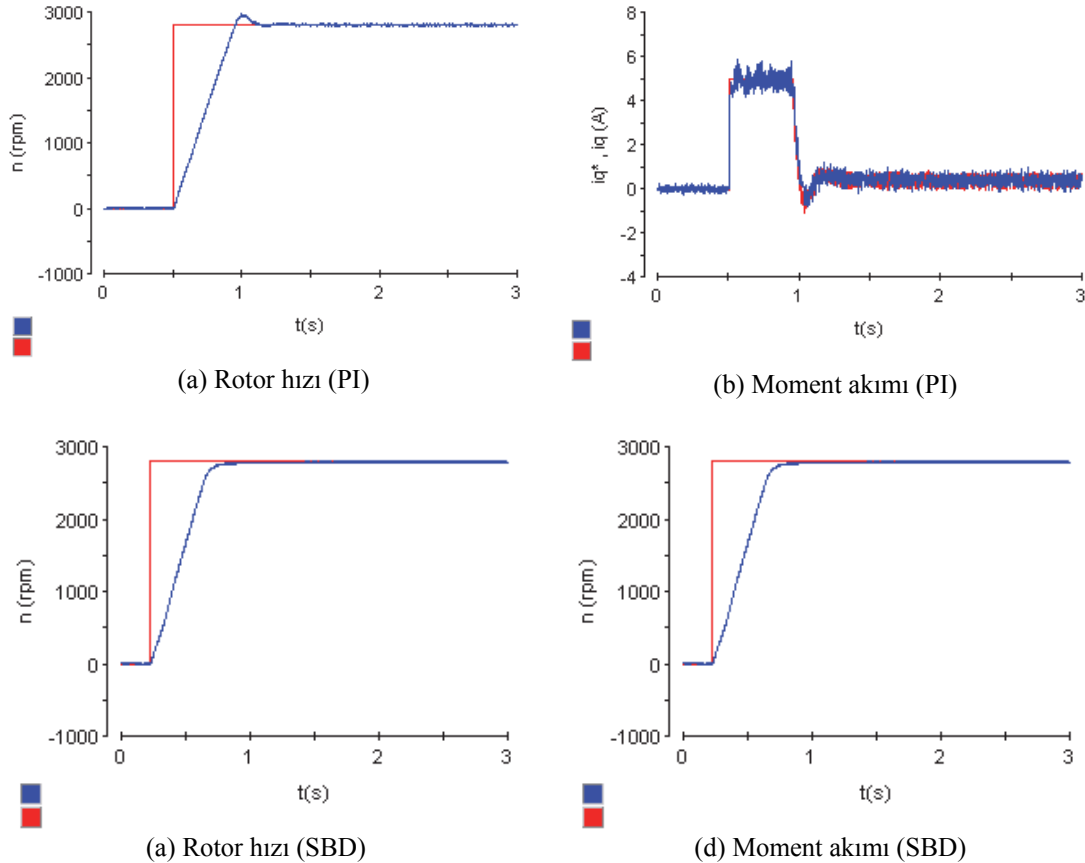 n (rpm)
3000
2000
1000
0
-1000
0 1 2 3
t(s)
(a) Rotor hızı (PI)
iq* , iq (A)
8
6
4
2
0
-2
-4
0 1 2 3
t(s)
(b) Moment akımı (PI)
n (rpm)
3000
2000
1000
0
-1000
0 1 2 3
t(s)
(a) Rotor hızı (SBD)
n (rpm)
3000
2000
1000
0
-1000
0 1 2 3
t(s)
(d) Moment akımı (SBD)